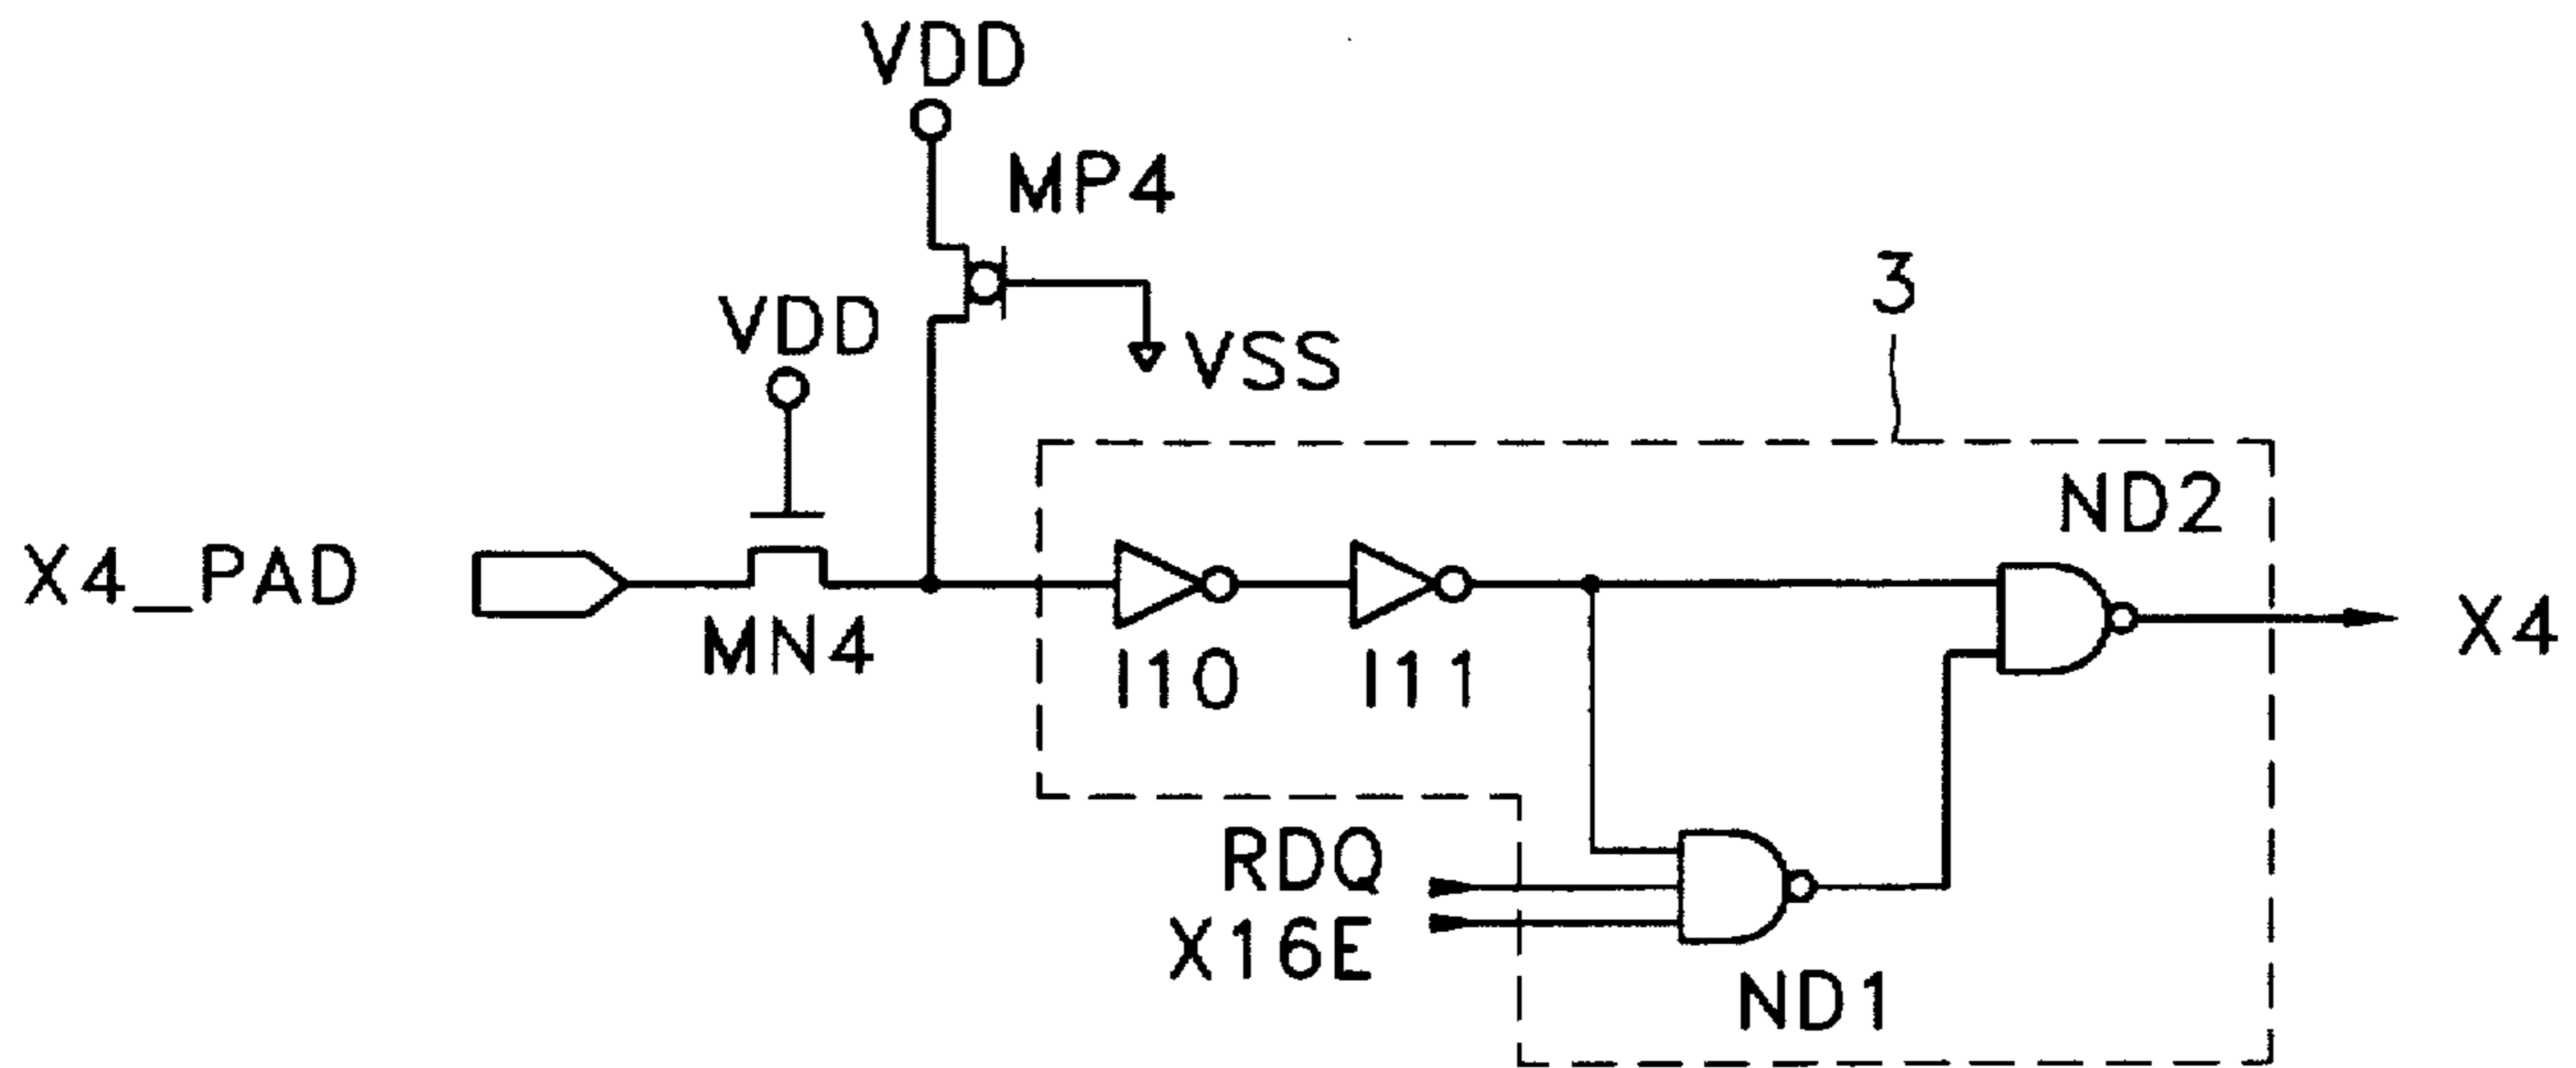 VDD
MP4
VDD
3
VSS
ND2
X4_PAD
MN4
I10
I11
X4
RDQ
X16E
ND1